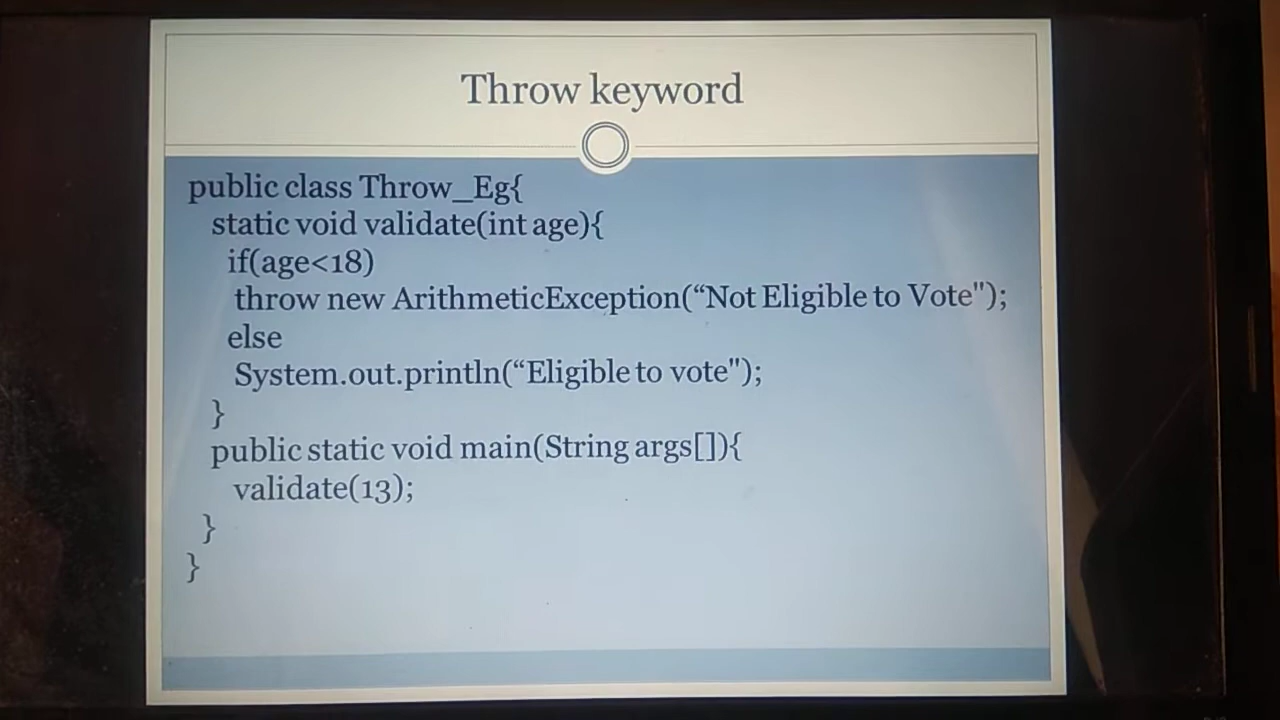 Throw keyword
public class Throw_Eg{
static void validate(int age){
if(age<18)
throw new ArithmeticException(“Not Eligible to Vote");
else
System.out.println(“Eligible to vote");
}
public static void main(String args[]){
validate(13);
}
}